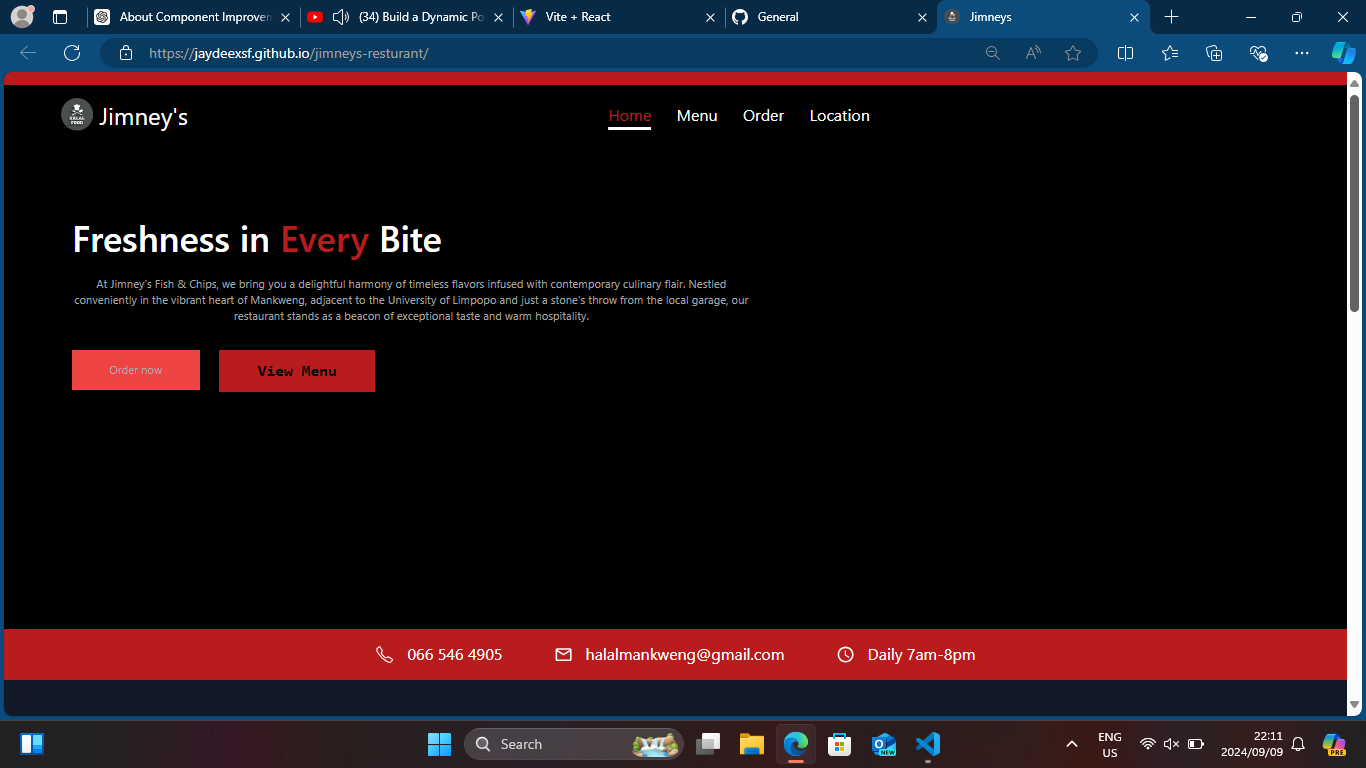 About Component Improven
(34) Build a Dynamic Po
Vite + React
General
Jimneys
https://jaydeexsf.github.io/jimneys-resturant/
HALAL
FOOD
Jimney's
Home
Menu
Order
Location
Freshness in Every Bite
At Jimney's Fish & Chips, we bring you a delightful harmony of timeless flavors infused with contemporary culinary flair. Nestled
conveniently in the vibrant heart of Mankweng, adjacent to the University of Limpopo and just a stone's throw from the local garage, our
restaurant stands as a beacon of exceptional taste and warm hospitality.
Order now
View Menu
066 546 4905
halalmankweng@gmail.com
Daily 7am-8pm
Search
NEW
ENG
US
22:11
2024/09/09
PRE